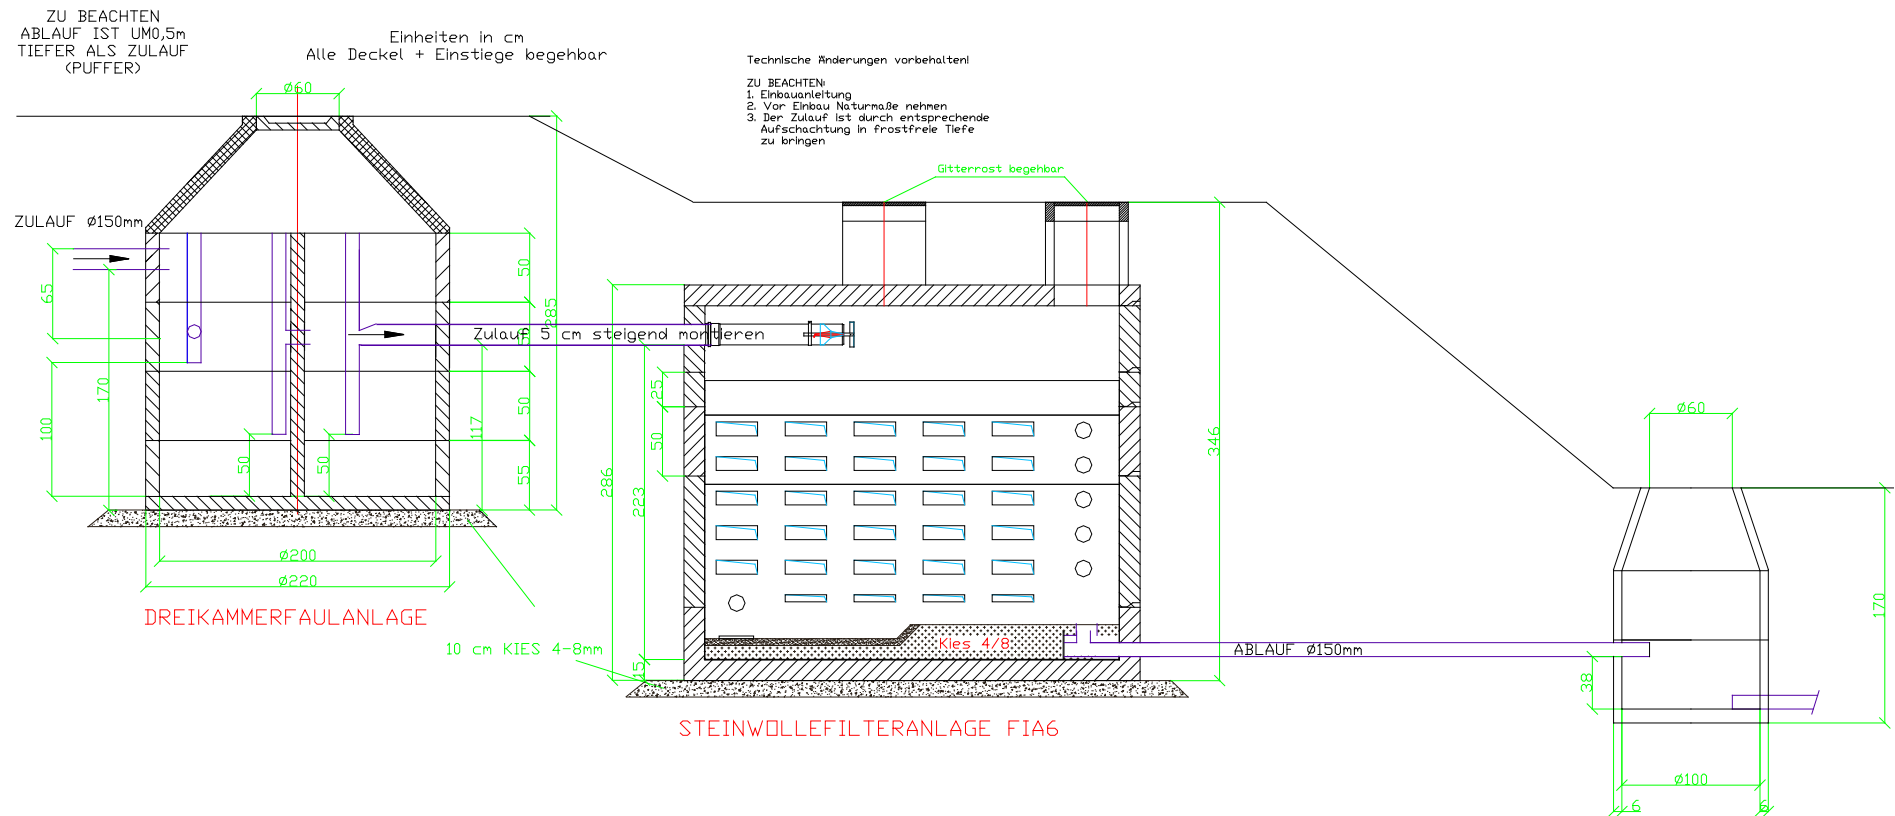 ZU BEACHTEN
ABLAUF IST UM0,5m
TIEFER ALS ZULAUF
(PUFFER)
Einheiten in cm
Alle Deckel + Einstiege begehbar
Technische Änderungen vorbehalten!
ZU BEACHTEN:
1. Einbauanleitung
2. Vor Einbau Naturmaße nehmen
3. Der Zulauf ist durch entsprechende
Aufschachtung in frostfreie Tiefe
zu bringen
Ø60
Gitterrost begehbar
ZULAUF Ø150mm
50
65
285
Zulauf 5 cm steigend montieren
170
25
50
100
117
50
50
50
55
286
223
346
Ø60
Ø200
Ø220
DREIKAMMERFAULANLAGE
10 cm KIES 4-8mm
15
Kies 4/8
ABLAUF Ø150mm
38
170
STEINWOLLEFILTERANLAGE FIA6
Ø100
6
6